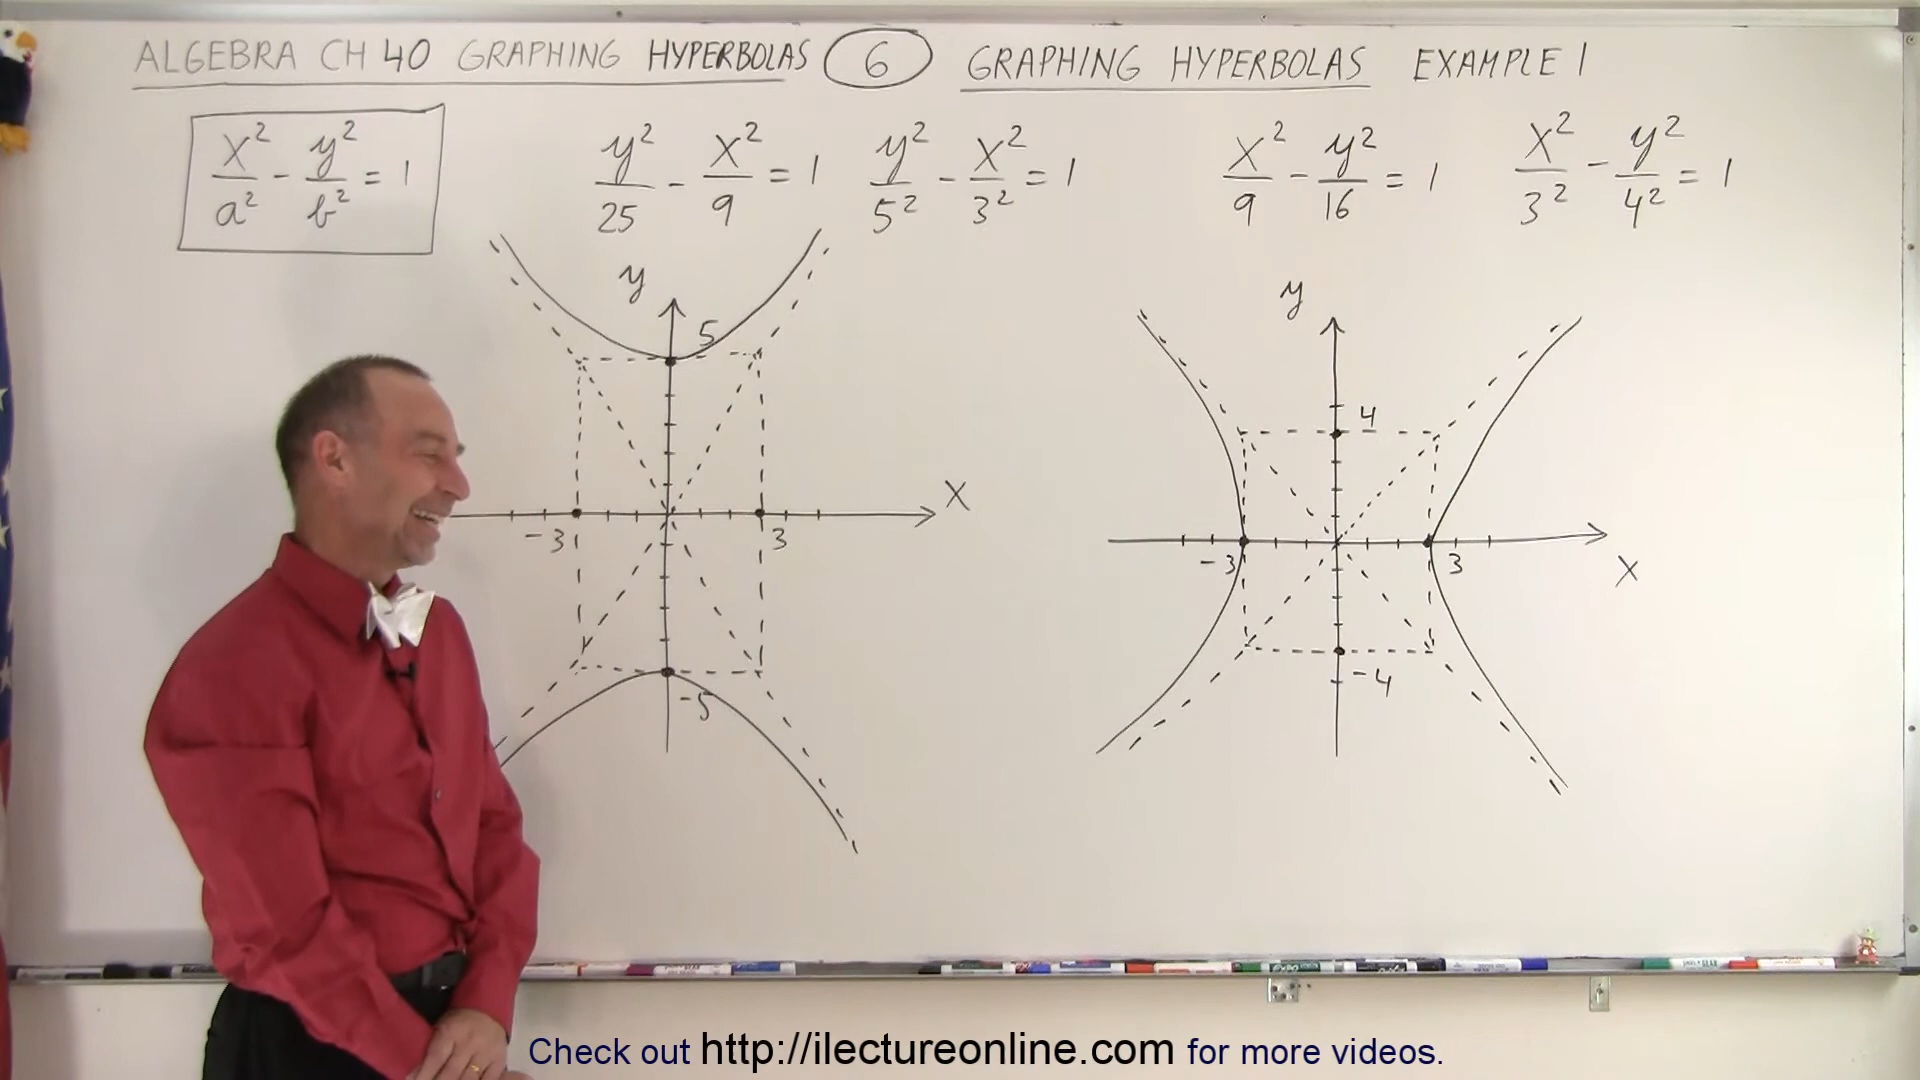 ALGEBRA CH 40 GRAPHING HYPERBOLAS 6 GRAPHING HYPERBOLAS EXAMPLE 1
x²/a² - y²/b² = 1
y²/25 - x²/9 = 1
y²/5² - x²/3² = 1
x²/9 - y²/16 = 1
x²/3² - y²/4² = 1
y
5
x
-3
3
-5
y
4
-3
3
x
-4
Check out http://ilectureonline.com for more videos.